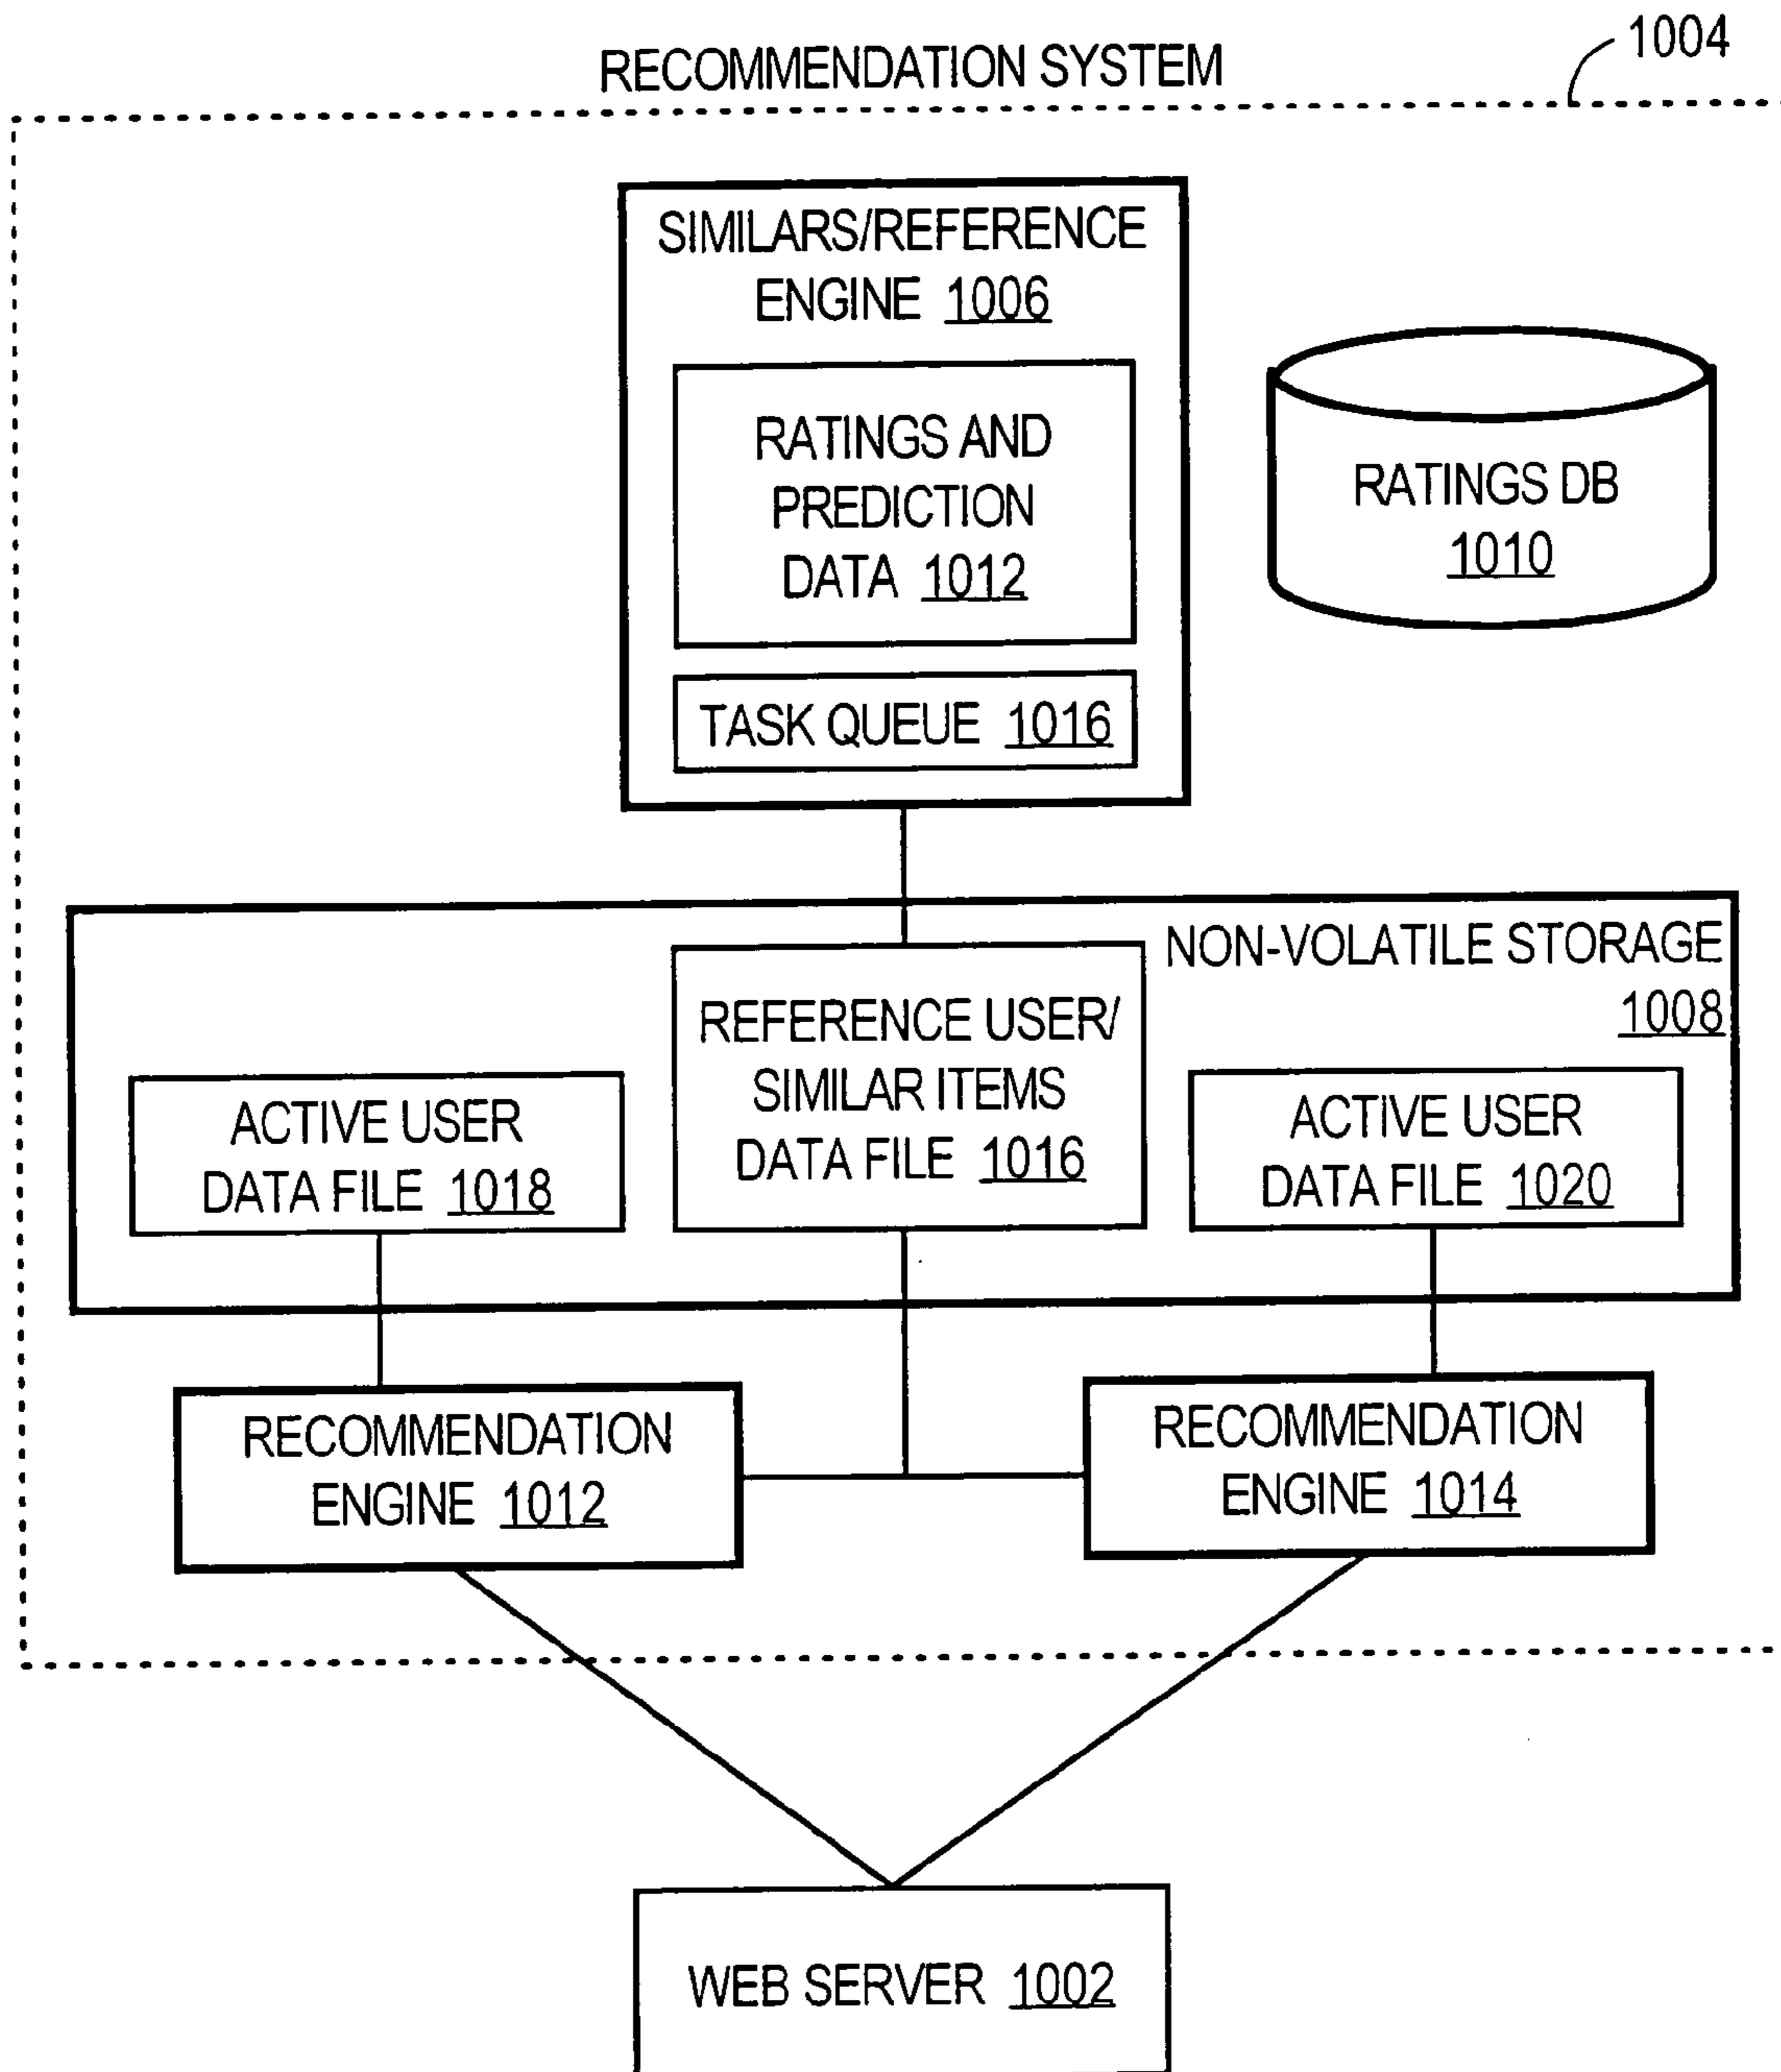 RECOMMENDATION SYSTEM
1004
SIMILARS/REFERENCE
ENGINE 1006
RATINGS AND
PREDICTION
DATA 1012
TASK QUEUE 1016
RATINGS DB
1010
NON-VOLATILE STORAGE
1008
REFERENCE USER/
SIMILAR ITEMS
DATA FILE 1016
ACTIVE USER
DATA FILE 1018
ACTIVE USER
DATA FILE 1020
RECOMMENDATION
ENGINE 1012
RECOMMENDATION
ENGINE 1014
WEB SERVER 1002